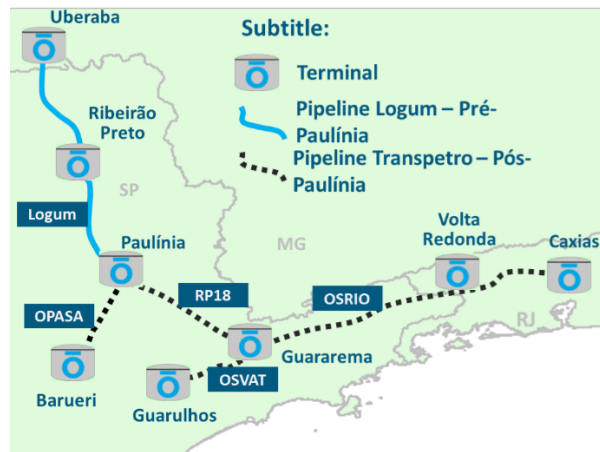 Uberaba
Subtitle:
Terminal
Pipeline Logum – Pré-
Paulínia
Pipeline Transpetro – Pós-
Paulínia
Ribeirão
Preto
SP
Logum
MG
Volta
Redonda
Caxias
Paulínia
RP18
OSRIO
OPASA
RJ
Guararema
OSVAT
Barueri
Guarulhos